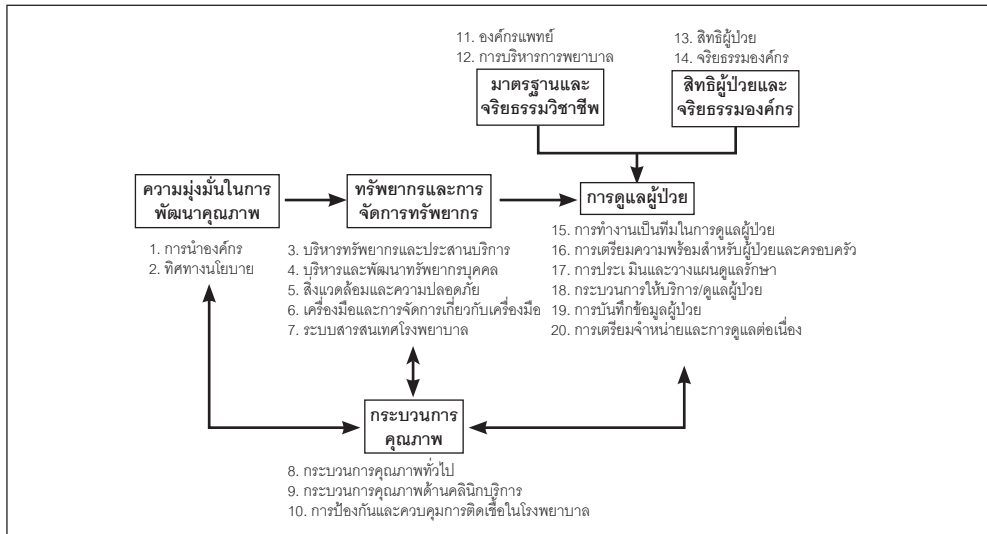 11. องค์กรแพทย์
12. การบริหารการพยาบาล
13. สิทธิผู้ป่วย
14. จริยธรรมองค์กร
มาตรฐานและ
จริยธรรมวิชาชีพ
สิทธิผู้ป่วยและ
จริยธรรมองค์กร
ความมุ่งมั่นในการ
พัฒนาคุณภาพ
ทรัพยากรและการ
จัดการทรัพยากร
การดูแลผู้ป่วย
1. การนำองค์กร
2. ทิศทางนโยบาย
3. บริหารทรัพยากรและประสานบริการ
4. บริหารและพัฒนาทรัพยากรบุคคล
5. สิ่งแวดล้อมและความปลอดภัย
6. เครื่องมือและการจัดการเกี่ยวกับเครื่องมือ
7. ระบบสารสนเทศโรงพยาบาล
15. การทำงานเป็นทีมในการดูแลผู้ป่วย
16. การเตรียมความพร้อมสำหรับผู้ป่วยและครอบครัว
17. การประเมินและวางแผนดูแลรักษา
18. กระบวนการให้บริการ/ดูแลผู้ป่วย
19. การบันทึกข้อมูลผู้ป่วย
20. การเตรียมจำหน่ายและการดูแลต่อเนื่อง
กระบวนการ
คุณภาพ
8. กระบวนการคุณภาพทั่วไป
9. กระบวนการคุณภาพด้านคลินิกบริการ
10. การป้องกันและควบคุมการติดเชื้อในโรงพยาบาล